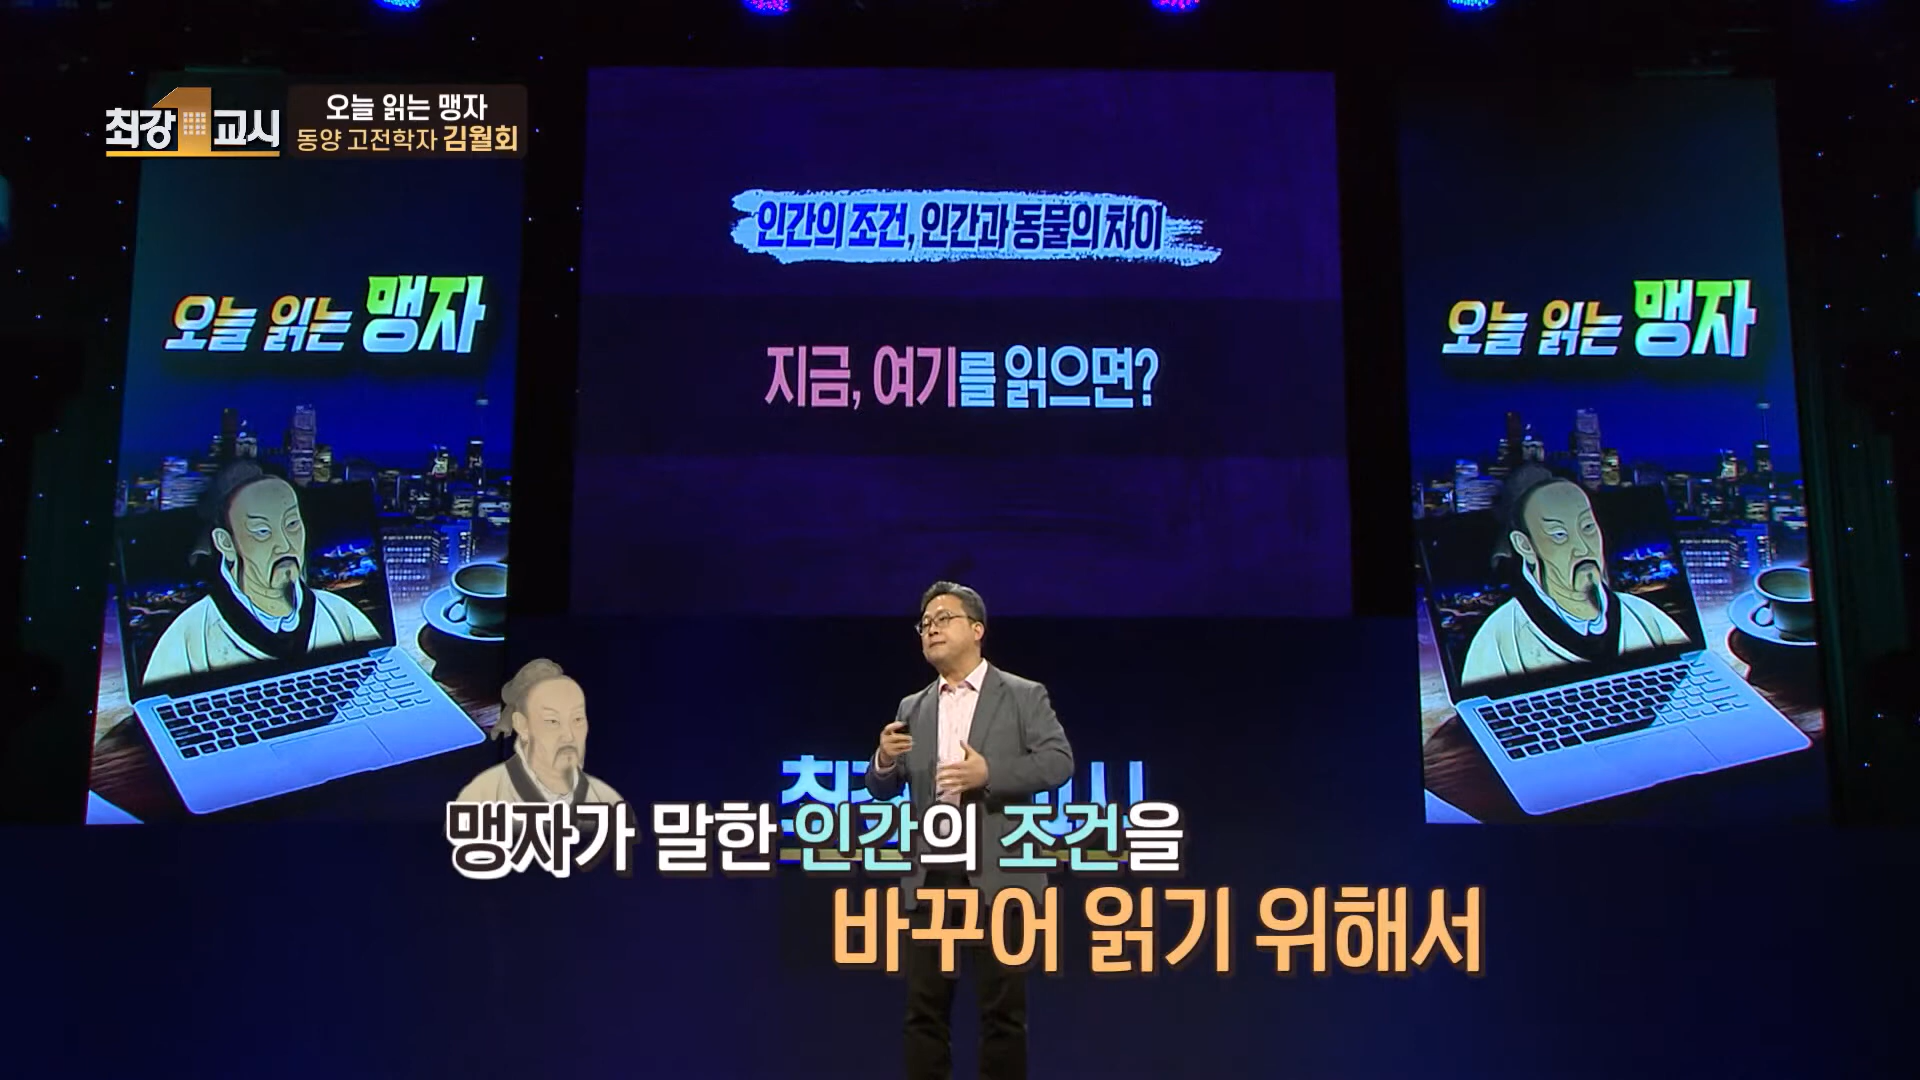 최강1교시
오늘 읽는 맹자
동양 고전학자 김월회
인간의 조건, 인간과 동물의 차이
지금, 여기를 읽으면?
오늘 읽는 맹자
오늘 읽는 맹자
맹자가 말한 인간의 조건을
바꾸어 읽기 위해서